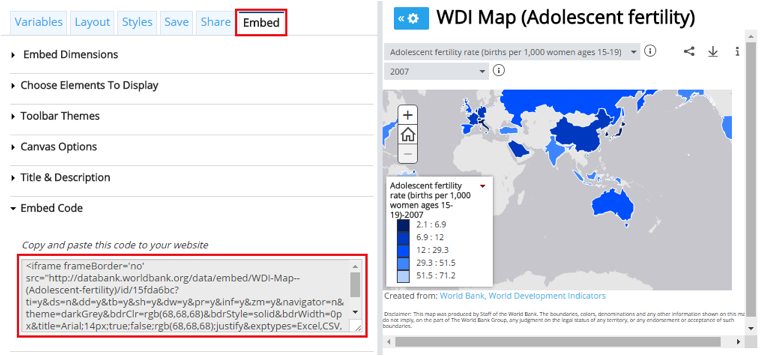 Variables Layout Styles Save Share Embed
Embed Dimensions
Choose Elements To Display
Toolbar Themes
Canvas Options
Title & Description
Embed Code
Copy and paste this code to your website
<iframe frameBorder='no'
src="http://databank.worldbank.org/data/embed/WDI-Map--
(Adolescent-fertility)/id/15fda6bc?
ti=y&ds=n&dd=y&tb=y&sh=y&dw=y&pr=y&inf=y&zm=y&navigator=n&
theme=darkGrey&bdrClr=rgb(68,68,68)&bdrStyle=solid&bdrWidth=0p
x&title=Arial;14px;true;false;rgb(68,68,68);justify&exptypes=Excel,CSV,
« WDI Map (Adolescent fertility)
Adolescent fertility rate (births per 1,000 women ages 15-19)
2007
+
−
Adolescent fertility
rate (births per 1,000
women ages 15-
19)-2007
2.1 : 6.9
6.9 : 12
12 : 29.3
29.3 : 51.5
51.5 : 71.2
Created from: World Bank, World Development Indicators
Disclaimer: This map was produced by Staff of the World Bank. The boundaries, colors, denominations and any other information shown on this ma
do not imply, on the part of The World Bank Group, any judgment on the legal status of any territory, or any endorsement or acceptance of such
boundaries.